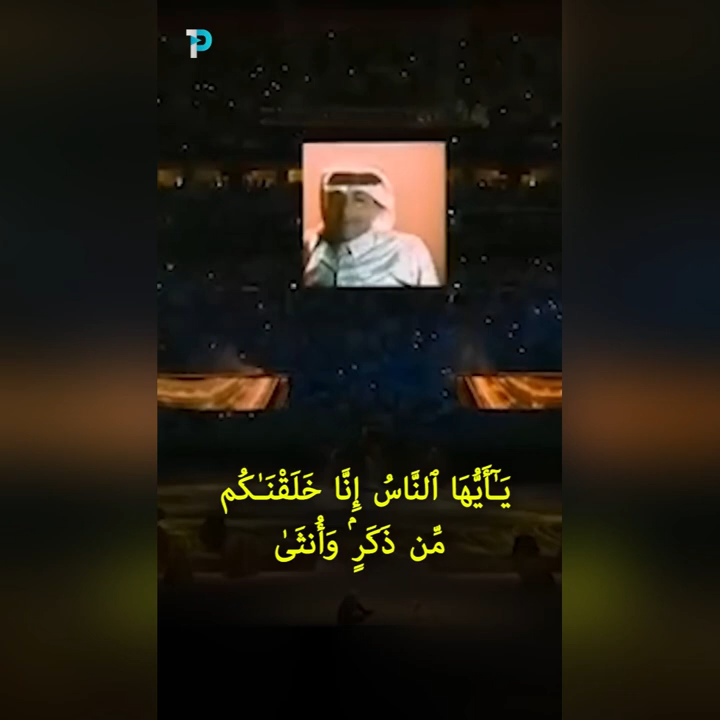 يَـٰٓأَيُّهَا ٱلنَّاسُ إِنَّا خَلَقْنَـٰكُم
مِّن ذَكَرٍۢ وَأُنثَىٰ